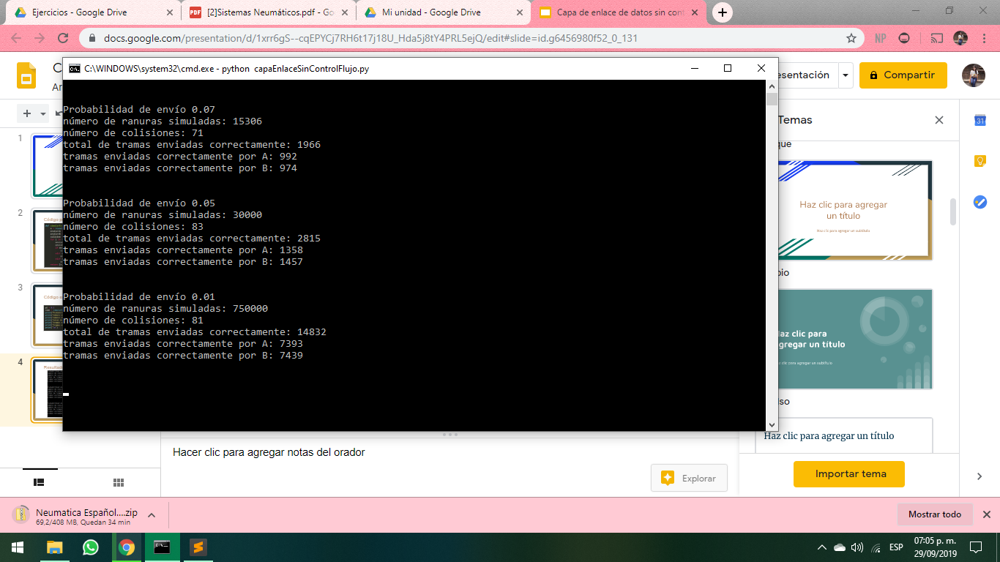 Ejercicios - Google Drive
[2]Sistemas Neumáticos.pdf - Go
Mi unidad - Google Drive
Capa de enlace de datos sin cont
docs.google.com/presentation/d/1xrr6gS--cqEPYCj7RH6t17j18U_Hda5j8tY4PRL5ejQ/edit#slide=id.g6456980f52_0_131
NP
C:\WINDOWS\system32\cmd.exe - python capaEnlaceSinControlFlujo.py
esentación
Compartir
Probabilidad de envío 0.07
número de ranuras simuladas: 15306
número de colisiones: 71
total de tramas enviadas correctamente: 1966
tramas enviadas correctamente por A: 992
tramas enviadas correctamente por B: 974
Probabilidad de envío 0.05
número de ranuras simuladas: 30000
número de colisiones: 83
total de tramas enviadas correctamente: 2815
tramas enviadas correctamente por A: 1358
tramas enviadas correctamente por B: 1457
Probabilidad de envío 0.01
número de ranuras simuladas: 750000
número de colisiones: 81
total de tramas enviadas correctamente: 14832
tramas enviadas correctamente por A: 7393
tramas enviadas correctamente por B: 7439
1
2
3
4
Temas
que
Haz clic para agregar
un título
Haz clic para agregar un subtítulo
pio
Haz clic para
agregar un título
clic para agregar un subtítulo
lso
Haz clic para agregar un título
Importar tema
31
Hacer clic para agregar notas del orador
Explorar
Neumatica Español....zip
69,2/408 MB, Quedan 34 min
Mostrar todo
ESP
07:05 p. m.
29/09/2019